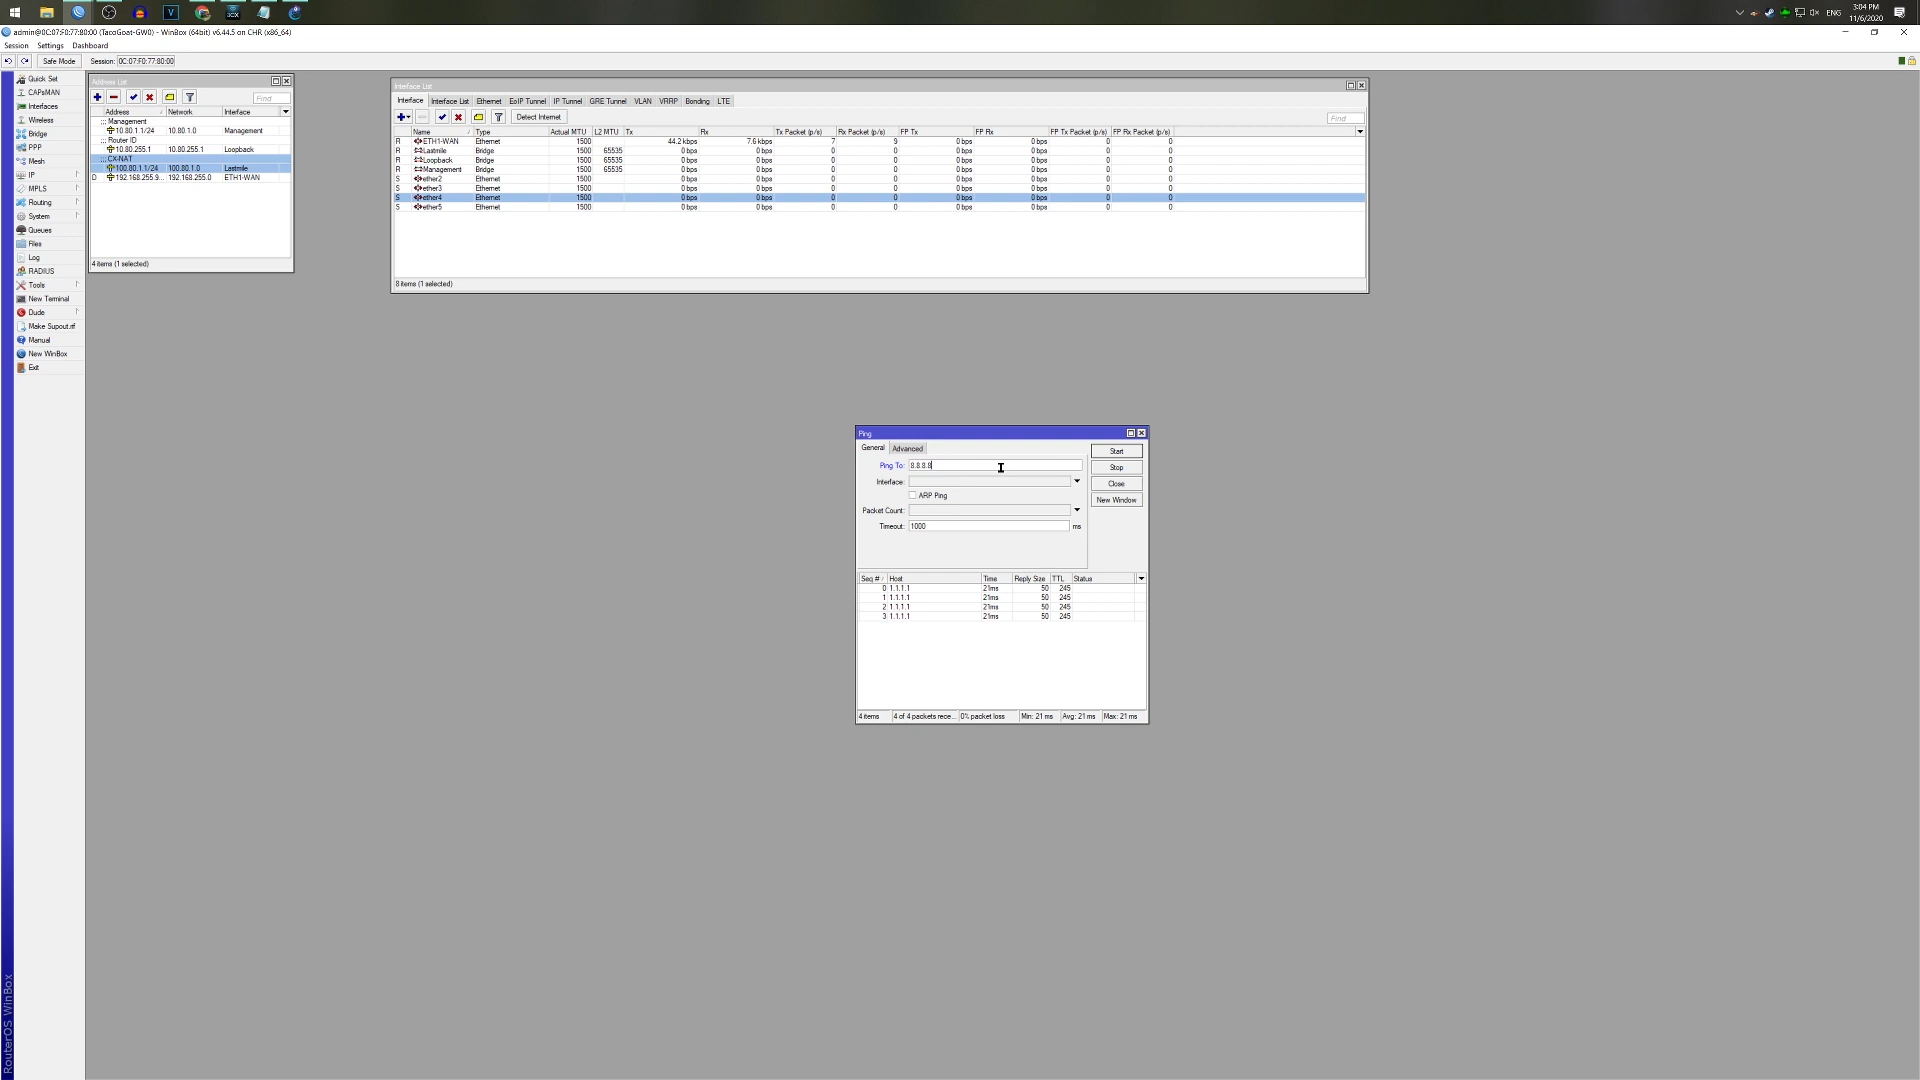 3:04 PM
ENG
11/6/2020
admin@0C:07:F0:77:80:00 (TacoGoat-GW0) - WinBox (64bit) v6.44.5 on CHR (x86_64)
Session Settings Dashboard
Safe Mode Session: 0C:07:F0:77:80:00
Quick Set
CAPsMAN
Interfaces
Wireless
Bridge
PPP
Mesh
IP
MPLS
Routing
System
Queues
Files
Log
RADIUS
Tools
New Terminal
Dude
Make Supout.rif
Manual
New WinBox
Exit
RouterOS WinBox
Address List
Find
Address Network Interface
;;; Management
10.80.1.1/24 10.80.1.0 Management
;;; Router ID
10.80.255.1 10.80.255.1 Loopback
;;; CX-NAT
100.80.1.1/24 100.80.1.0 Lastmile
D 192.168.255.9... 192.168.255.0 ETH1-WAN
4 items (1 selected)
Interface List
Interface Interface List Ethernet EoIP Tunnel IP Tunnel GRE Tunnel VLAN VRRP Bonding LTE
Detect Internet Find
Name Type Actual MTU L2 MTU Tx Rx Tx Packet (p/s) Rx Packet (p/s) FP Tx FP Rx FP Tx Packet (p/s) FP Rx Packet (p/s)
R ETH1-WAN Ethernet 1500 44.2 kbps 7.6 kbps 7 9 0 bps 0 bps 0 0
R Lastmile Bridge 1500 65535 0 bps 0 bps 0 0 0 bps 0 bps 0 0
R Loopback Bridge 1500 65535 0 bps 0 bps 0 0 0 bps 0 bps 0 0
R Management Bridge 1500 65535 0 bps 0 bps 0 0 0 bps 0 bps 0 0
S ether2 Ethernet 1500 0 bps 0 bps 0 0 0 bps 0 bps 0 0
S ether3 Ethernet 1500 0 bps 0 bps 0 0 0 bps 0 bps 0 0
S ether4 Ethernet 1500 0 bps 0 bps 0 0 0 bps 0 bps 0 0
S ether5 Ethernet 1500 0 bps 0 bps 0 0 0 bps 0 bps 0 0
8 items (1 selected)
Ping
General Advanced
Ping To: 8.8.8.8
Interface:
ARP Ping
Packet Count:
Timeout: 1000 ms
Start
Stop
Close
New Window
Seq # Host Time Reply Size TTL Status
0 1.1.1.1 21ms 50 245
1 1.1.1.1 21ms 50 245
2 1.1.1.1 21ms 50 245
3 1.1.1.1 21ms 50 245
4 items 4 of 4 packets rece... 0% packet loss Min: 21 ms Avg: 21 ms Max: 21 ms